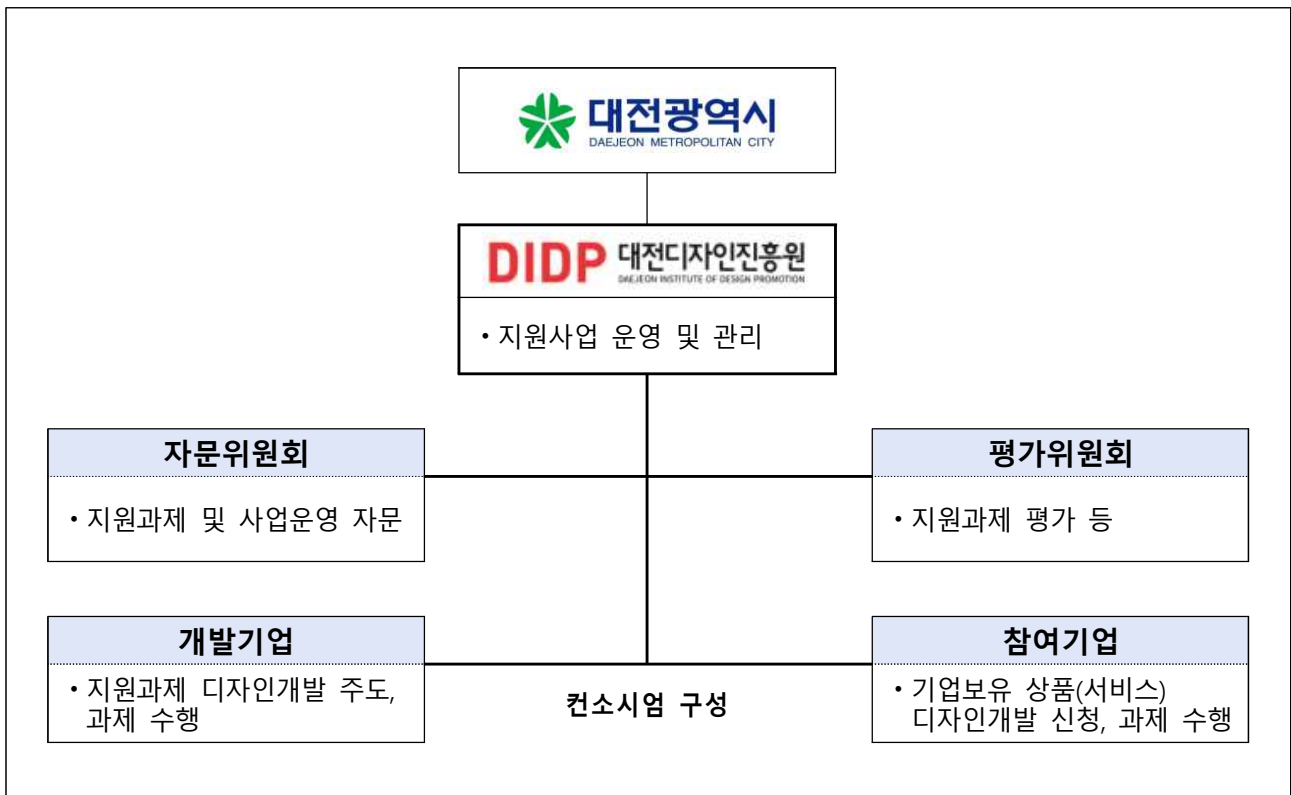 대전광역시
DAEJEON METROPOLITAN CITY
DIDP 대전디자인진흥원
DAEJEON INSTITUTE OF DESIGN PROMOTION
• 지원사업 운영 및 관리
자문위원회
• 지원과제 및 사업운영 자문
평가위원회
• 지원과제 평가 등
개발기업
• 지원과제 디자인개발 주도,
과제 수행
컨소시엄 구성
참여기업
• 기업보유 상품(서비스)
디자인개발 신청, 과제 수행